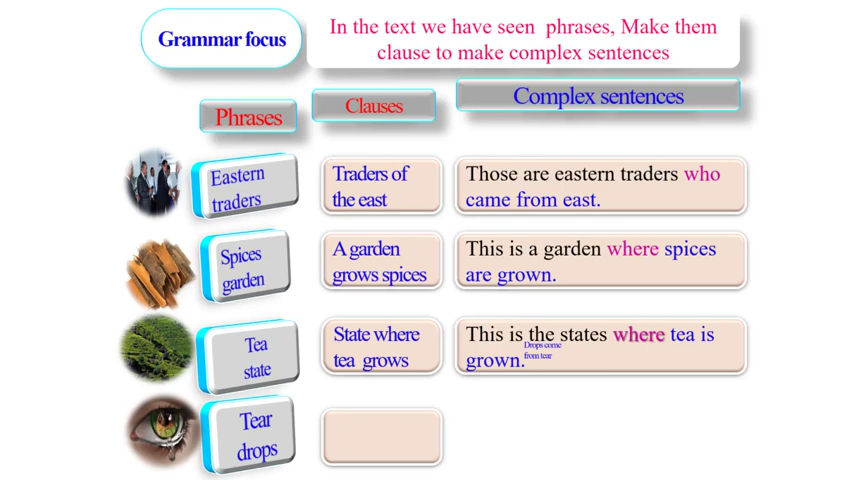 Grammar focus
In the text we have seen phrases, Make them
clause to make complex sentences
Phrases
Clauses
Complex sentences
Eastern
traders
Traders of
the east
Those are eastern traders who
came from east.
Spices
garden
A garden
grows spices
This is a garden where spices
are grown.
Tea
state
State where
tea grows
This is the states where tea is
grown.
Drops come
from tear
Tear
drops